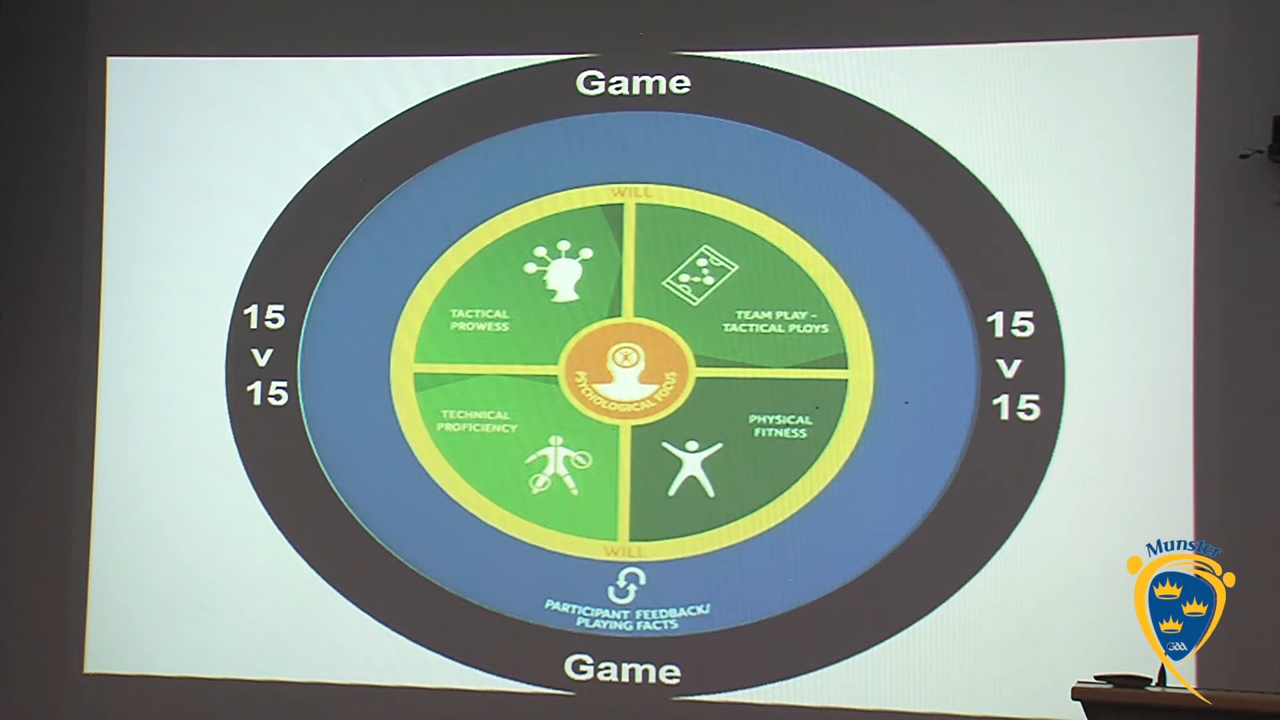 Game
WILL
15
v
15
TACTICAL
PROWESS
TEAM PLAY –
TACTICAL PLOYS
15
v
15
PSYCHOLOGICAL FOCUS
TECHNICAL
PROFICIENCY
PHYSICAL
FITNESS
WILL
PARTICIPANT FEEDBACK/
PLAYING FACTS
Game
Munster
GAA